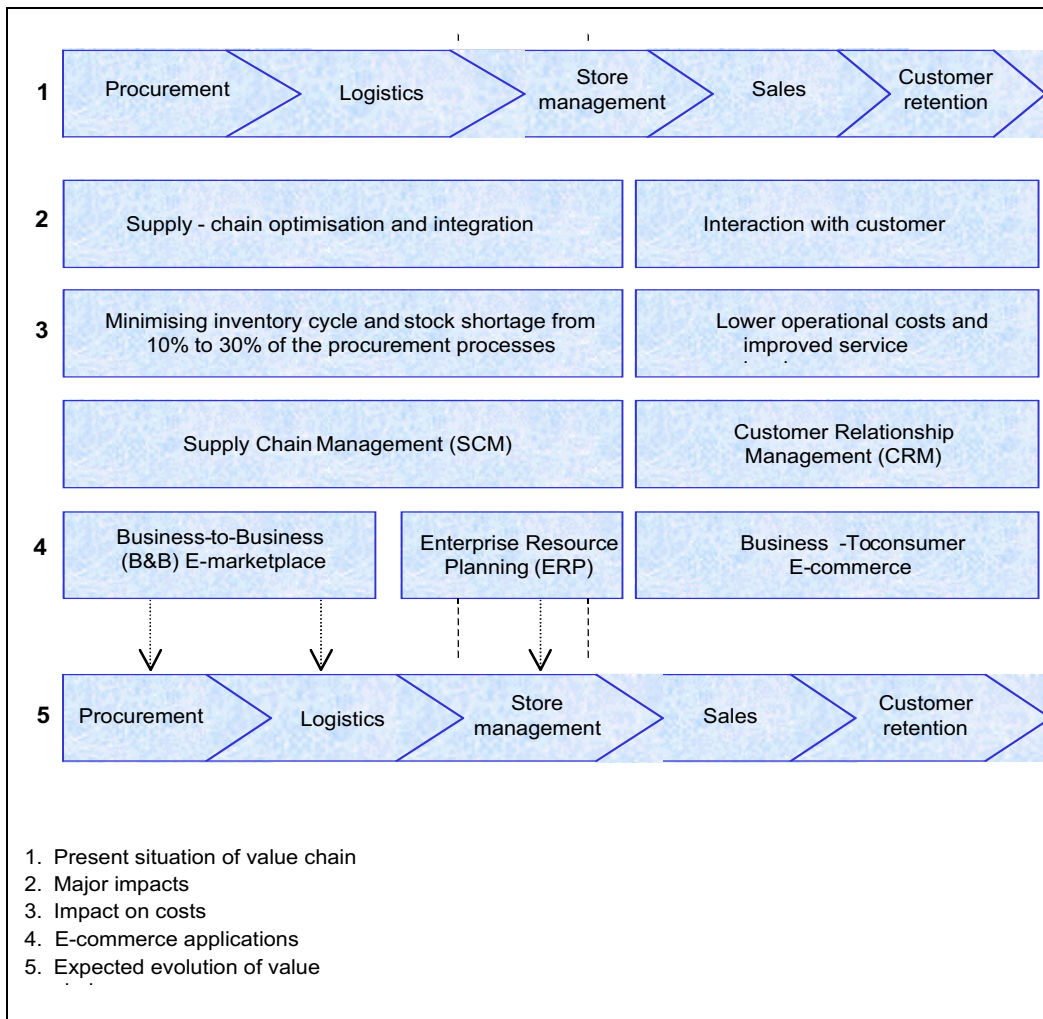 1
Procurement
Logistics
Store
management
Sales
Customer
retention
2
Supply - chain optimisation and integration
Interaction with customer
3
Minimising inventory cycle and stock shortage from
10% to 30% of the procurement processes
Lower operational costs and
improved service
Supply Chain Management (SCM)
Customer Relationship
Management (CRM)
4
Business-to-Business
(B&B) E-marketplace
Enterprise Resource
Planning (ERP)
Business -Toconsumer
E-commerce
5
Procurement
Logistics
Store
management
Sales
Customer
retention
1. Present situation of value chain
2. Major impacts
3. Impact on costs
4. E-commerce applications
5. Expected evolution of value